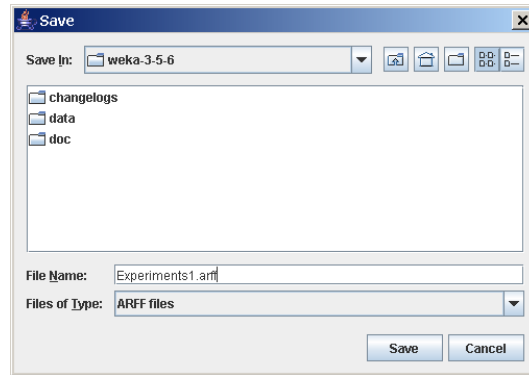 Save
Save In: weka-3-5-6
changelogs
data
doc
File Name: Experiments1.arff
Files of Type: ARFF files
Save Cancel